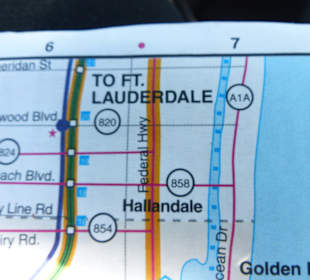 6 7
eridan St
TO FT.
LAUDERDALE
A1A
wood Blvd
820
824
Federal Hwy
each Blvd.
858
Hallandale
y Line Rd
854
iry Rd.
cean Dr
Golden